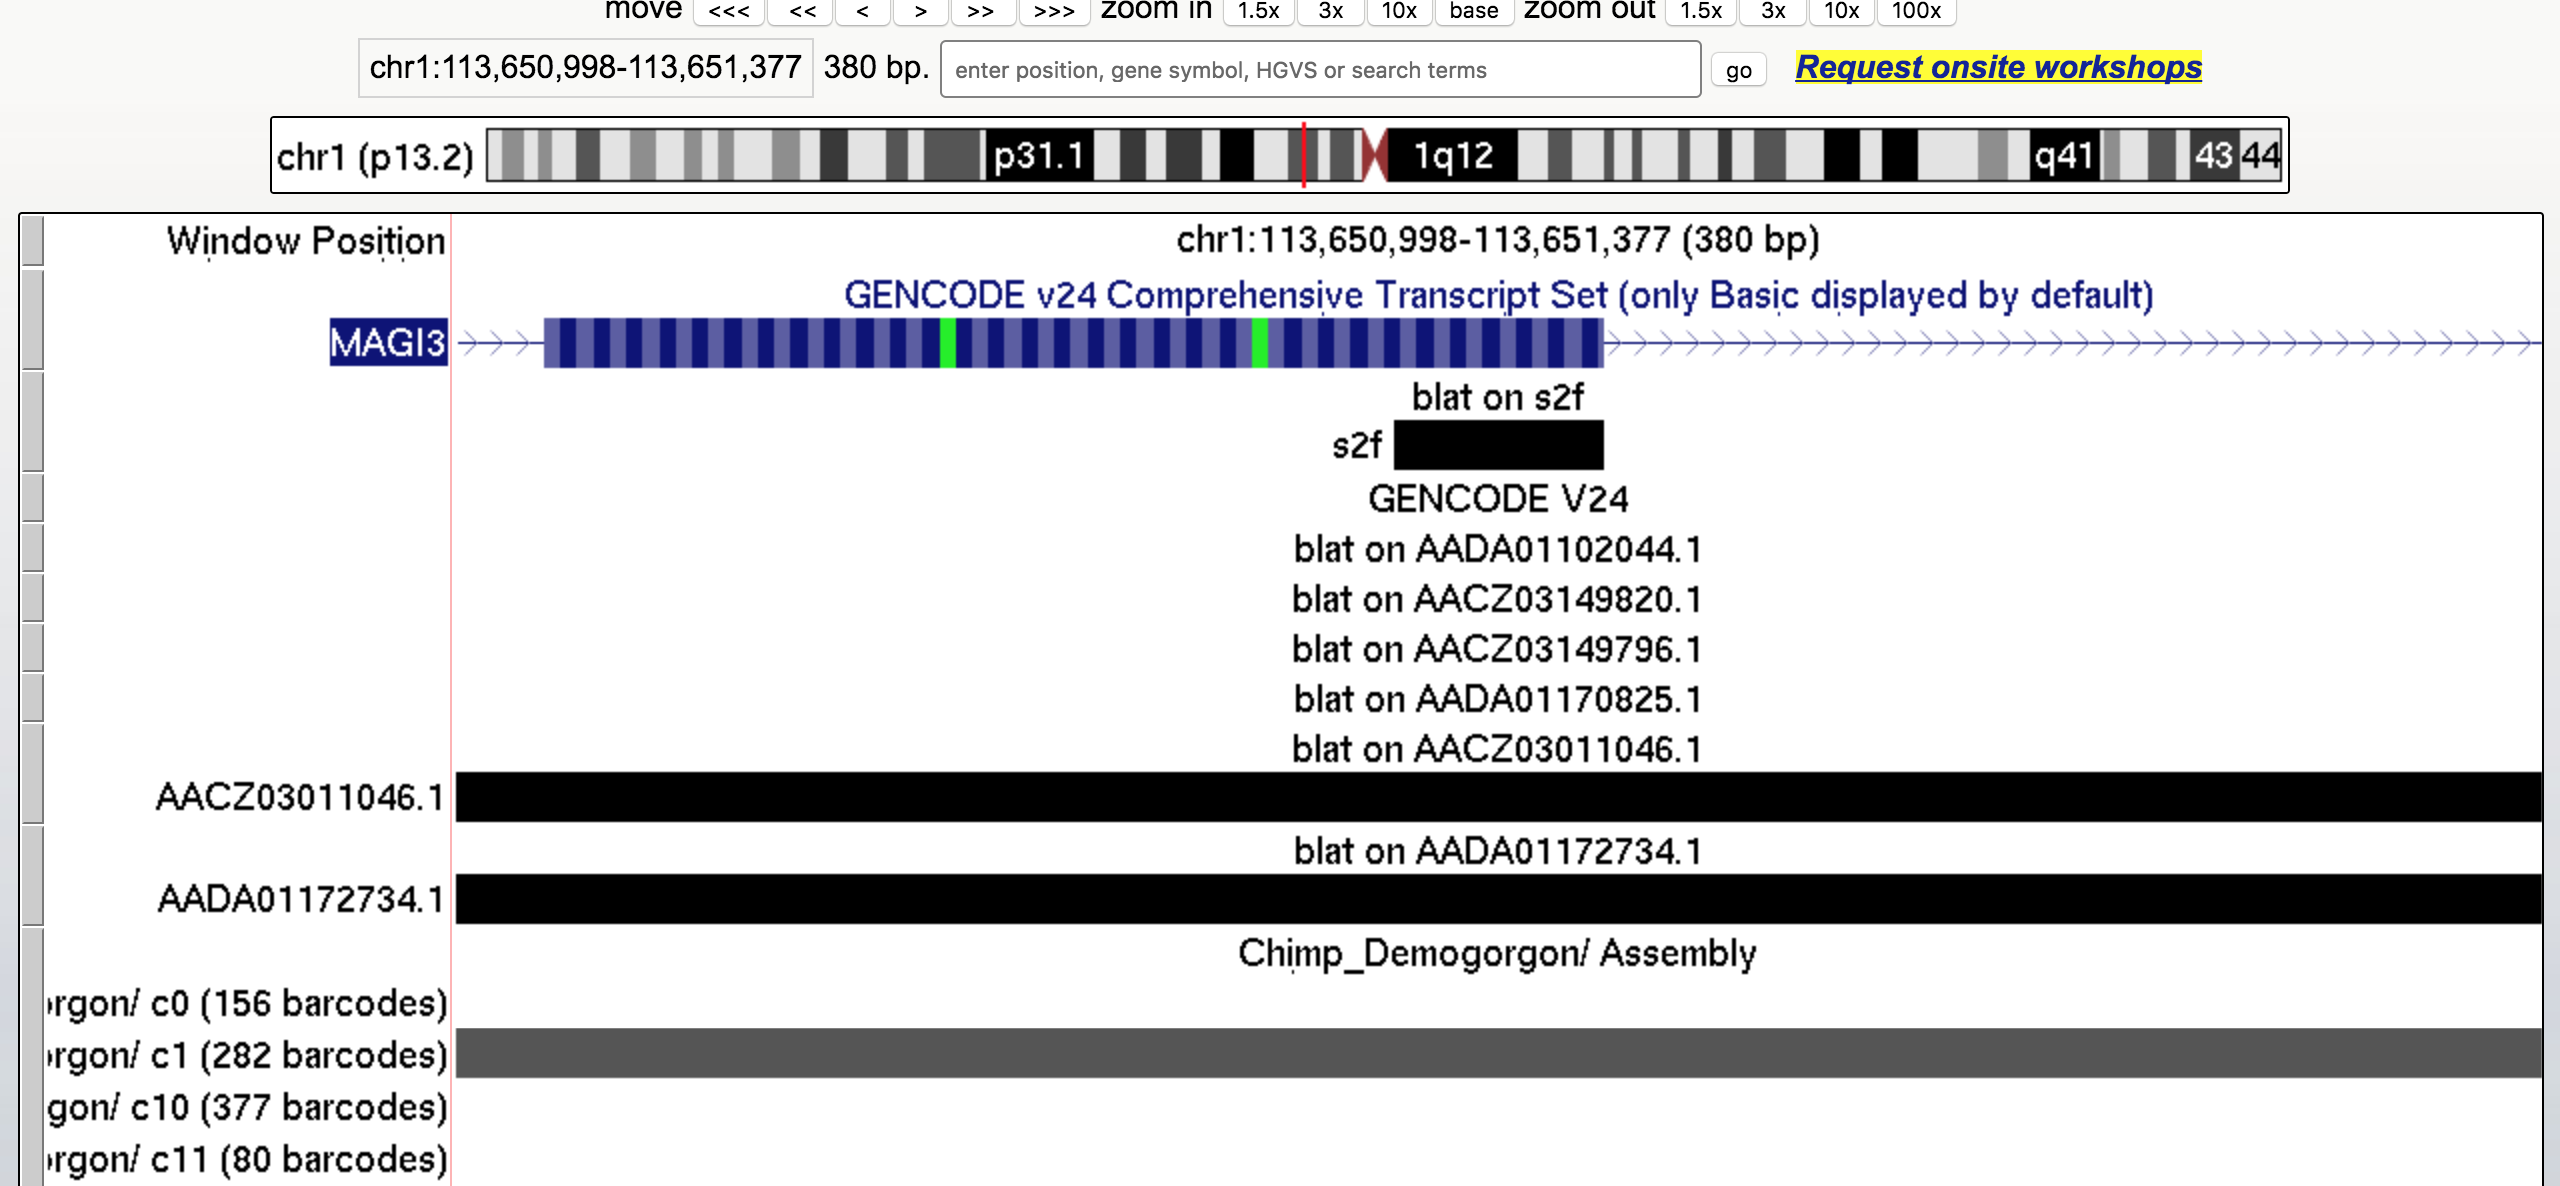 move <<< << < > >> >>> zoom in 1.5x 3x 10x base zoom out 1.5x 3x 10x 100x
chr1:113,650,998-113,651,377 380 bp. enter position, gene symbol, HGVS or search terms go Request onsite workshops
chr1 (p13.2) p31.1 1q12 q41 43 44
Window Position chr1:113,650,998-113,651,377 (380 bp)
GENCODE v24 Comprehensive Transcript Set (only Basic displayed by default)
MAGI3
blat on s2f
s2f
GENCODE V24
blat on AADA01102044.1
blat on AACZ03149820.1
blat on AACZ03149796.1
blat on AADA01170825.1
blat on AACZ03011046.1
AACZ03011046.1
blat on AADA01172734.1
AADA01172734.1
Chimp_Demogorgon/ Assembly
rgon/ c0 (156 barcodes)
rgon/ c1 (282 barcodes)
gon/ c10 (377 barcodes)
rgon/ c11 (80 barcodes)